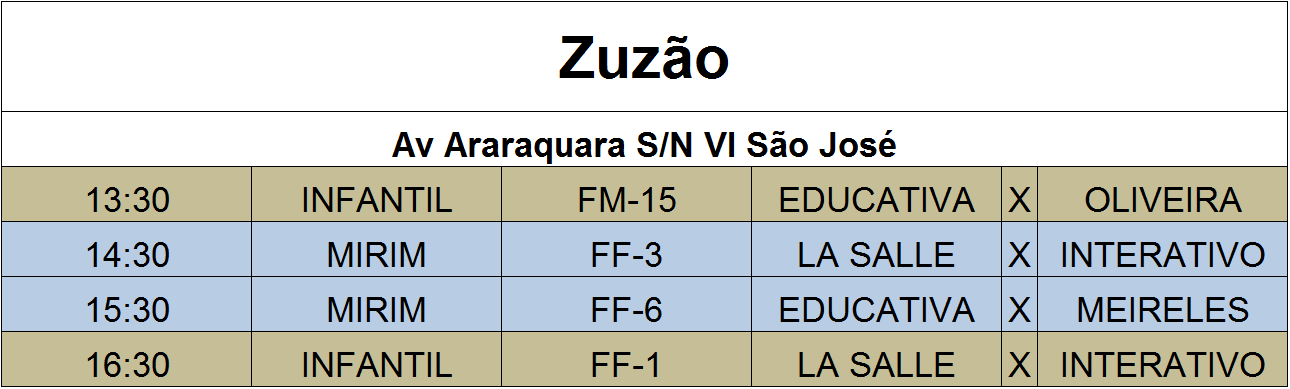 Zuzão
Av Araraquara S/N Vl São José
13:30 INFANTIL FM-15 EDUCATIVA X OLIVEIRA
14:30 MIRIM FF-3 LA SALLE X INTERATIVO
15:30 MIRIM FF-6 EDUCATIVA X MEIRELES
16:30 INFANTIL FF-1 LA SALLE X INTERATIVO